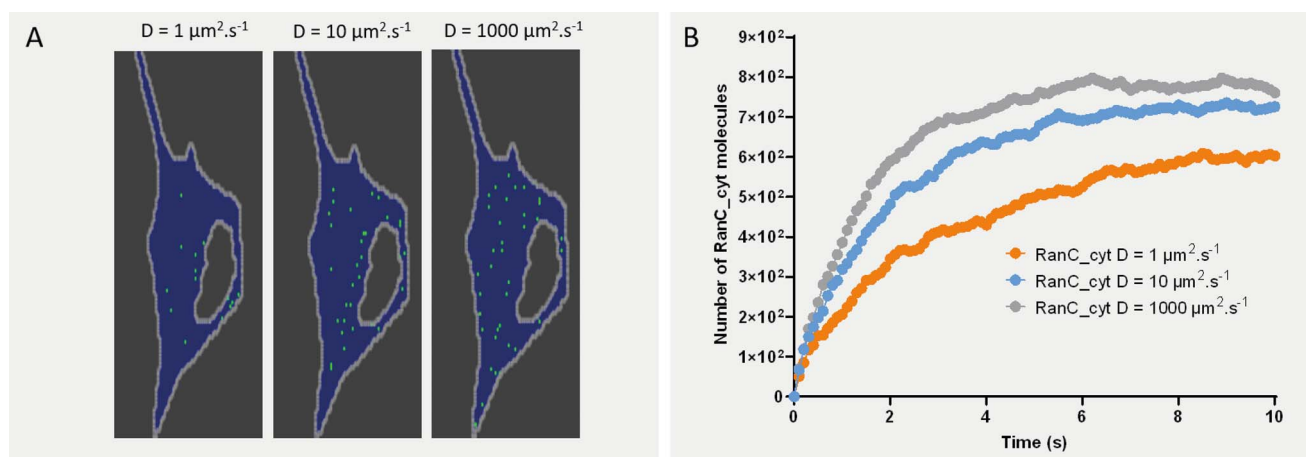 A
D = 1 µm².s⁻¹
D = 10 µm².s⁻¹
D = 1000 µm².s⁻¹
B
9×10²
8×10²
7×10²
6×10²
5×10²
4×10²
3×10²
2×10²
1×10²
0
Number of RanC_cyt molecules
RanC_cyt D = 1 µm².s⁻¹
RanC_cyt D = 10 µm².s⁻¹
RanC_cyt D = 1000 µm².s⁻¹
0 2 4 6 8 10
Time (s)